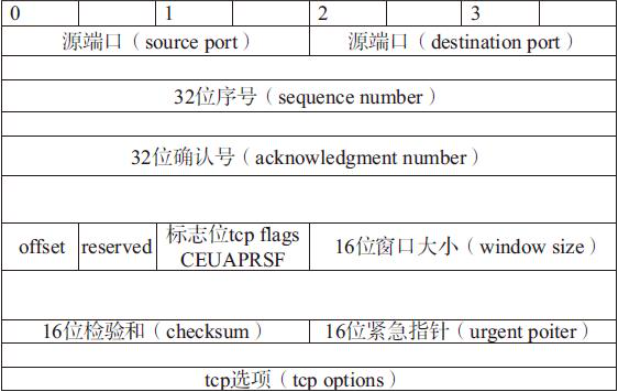 0 1 2 3
源端口（source port） 源端口（destination port）
32位序号（sequence number）
32位确认号（acknowledgment number）
offset reserved 标志位tcp flags 16位窗口大小（window size）
CEUAPRSF
16位检验和（checksum） 16位紧急指针（urgent poiter）
tcp选项（tcp options）